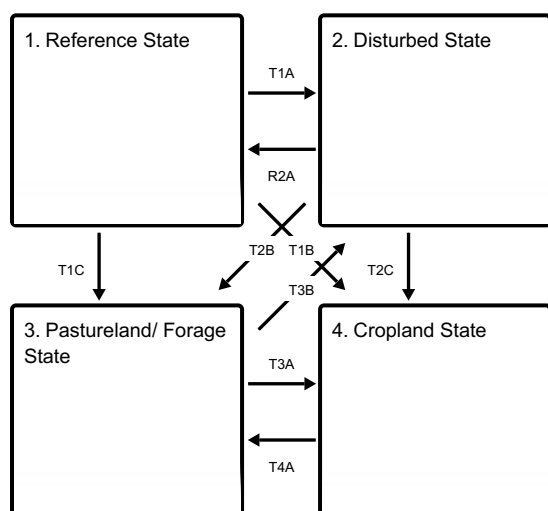 1. Reference State
2. Disturbed State
T1A
R2A
T2B
T1B
T1C
T2C
T3B
3. Pastureland/ Forage
State
4. Cropland State
T3A
T4A